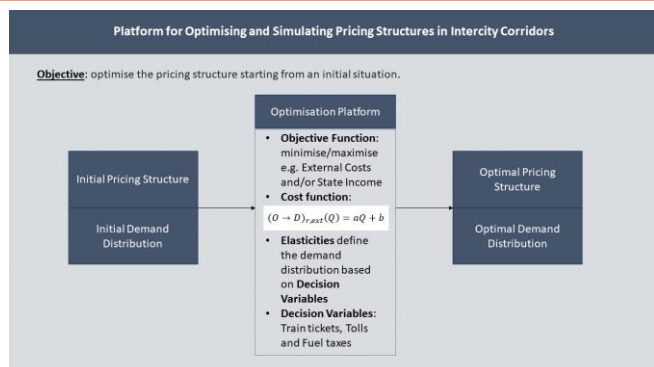 Platform for Optimising and Simulating Pricing Structures in Intercity Corridors
Objective: optimise the pricing structure starting from an initial situation.
Initial Pricing Structure
Initial Demand
Distribution
Optimisation Platform
• Objective Function:
minimise/maximise
e.g. External Costs
and/or State Income
• Cost function:
(O → D)r,ext(Q) = aQ + b
• Elasticities define
the demand
distribution based
on Decision
Variables
• Decision Variables:
Train tickets, Tolls
and Fuel taxes
Optimal Pricing
Structure
Optimal Demand
Distribution